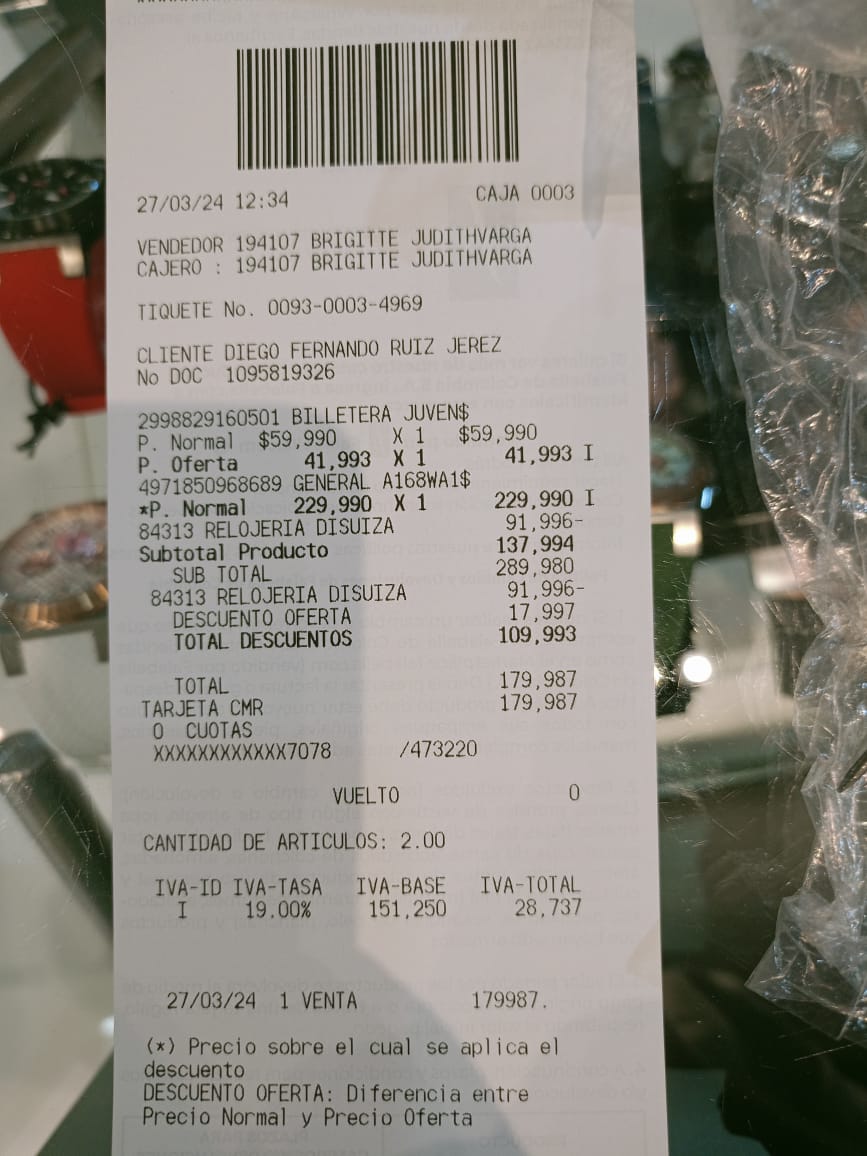 27/03/24 12:34 CAJA 0003
VENDEDOR 194107 BRIGITTE JUDITHVARGA
CAJERO : 194107 BRIGITTE JUDITHVARGA
TIQUETE No. 0093-0003-4969
CLIENTE DIEGO FERNANDO RUIZ JEREZ
No DOC 1095819326
2998829160501 BILLETERA JUVEN$
P. Normal $59,990 X 1 $59,990
P. Oferta 41,993 X 1 41,993 I
4971850968689 GENERAL A168WA1$
*P. Normal 229,990 X 1 229,990 I
84313 RELOJERIA DISUIZA 91,996-
Subtotal Producto 137,994
SUB TOTAL 289,980
84313 RELOJERIA DISUIZA 91,996-
DESCUENTO OFERTA 17,997
TOTAL DESCUENTOS 109,993
TOTAL 179,987
TARJETA CMR 179,987
0 CUOTAS
XXXXXXXXXXXX7078 /473220
VUELTO 0
CANTIDAD DE ARTICULOS: 2.00
IVA-ID IVA-TASA IVA-BASE IVA-TOTAL
I 19.00% 151,250 28,737
27/03/24 1 VENTA 179987.
(*) Precio sobre el cual se aplica el
descuento
DESCUENTO OFERTA: Diferencia entre
Precio Normal y Precio Oferta